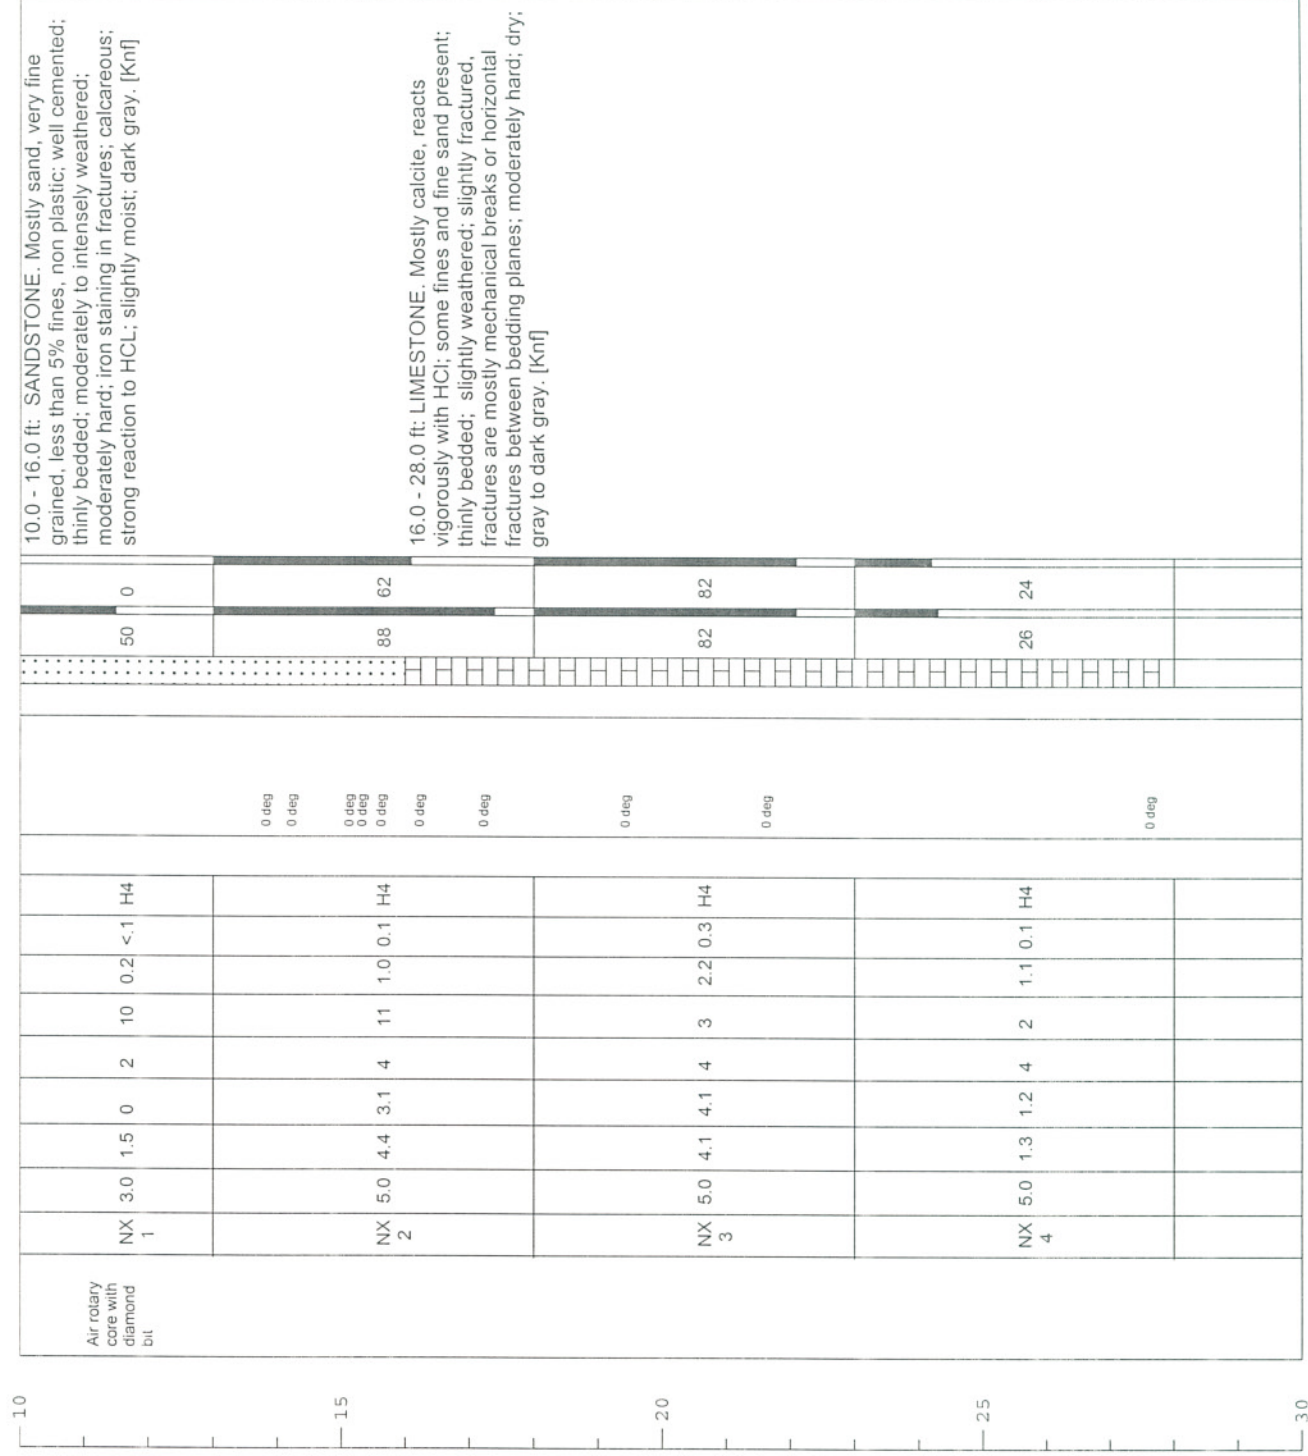 10
15
20
25
30
Air rotary
core with
diamond
bit
NX
1
3.0
1.5
0
2
10
0.2
<.1
H4
50
0
NX
2
5.0
4.4
3.1
4
11
1.0
0.1
H4
88
62
NX
3
5.0
4.1
4.1
4
3
2.2
0.3
H4
82
82
NX
4
5.0
1.3
1.2
4
2
1.1
0.1
H4
26
24
0 deg
0 deg
0 deg
0 deg
0 deg
0 deg
0 deg
0 deg
0 deg
0 deg
10.0 - 16.0 ft: SANDSTONE. Mostly sand, very fine
grained, less than 5% fines, non plastic; well cemented;
thinly bedded; moderately to intensely weathered;
moderately hard; iron staining in fractures; calcareous;
strong reaction to HCL; slightly moist; dark gray. [Knf]
16.0 - 28.0 ft: LIMESTONE. Mostly calcite, reacts
vigorously with HCl; some fines and fine sand present;
thinly bedded; slightly weathered; slightly fractured,
fractures are mostly mechanical breaks or horizontal
fractures between bedding planes; moderately hard; dry;
gray to dark gray. [Knf]